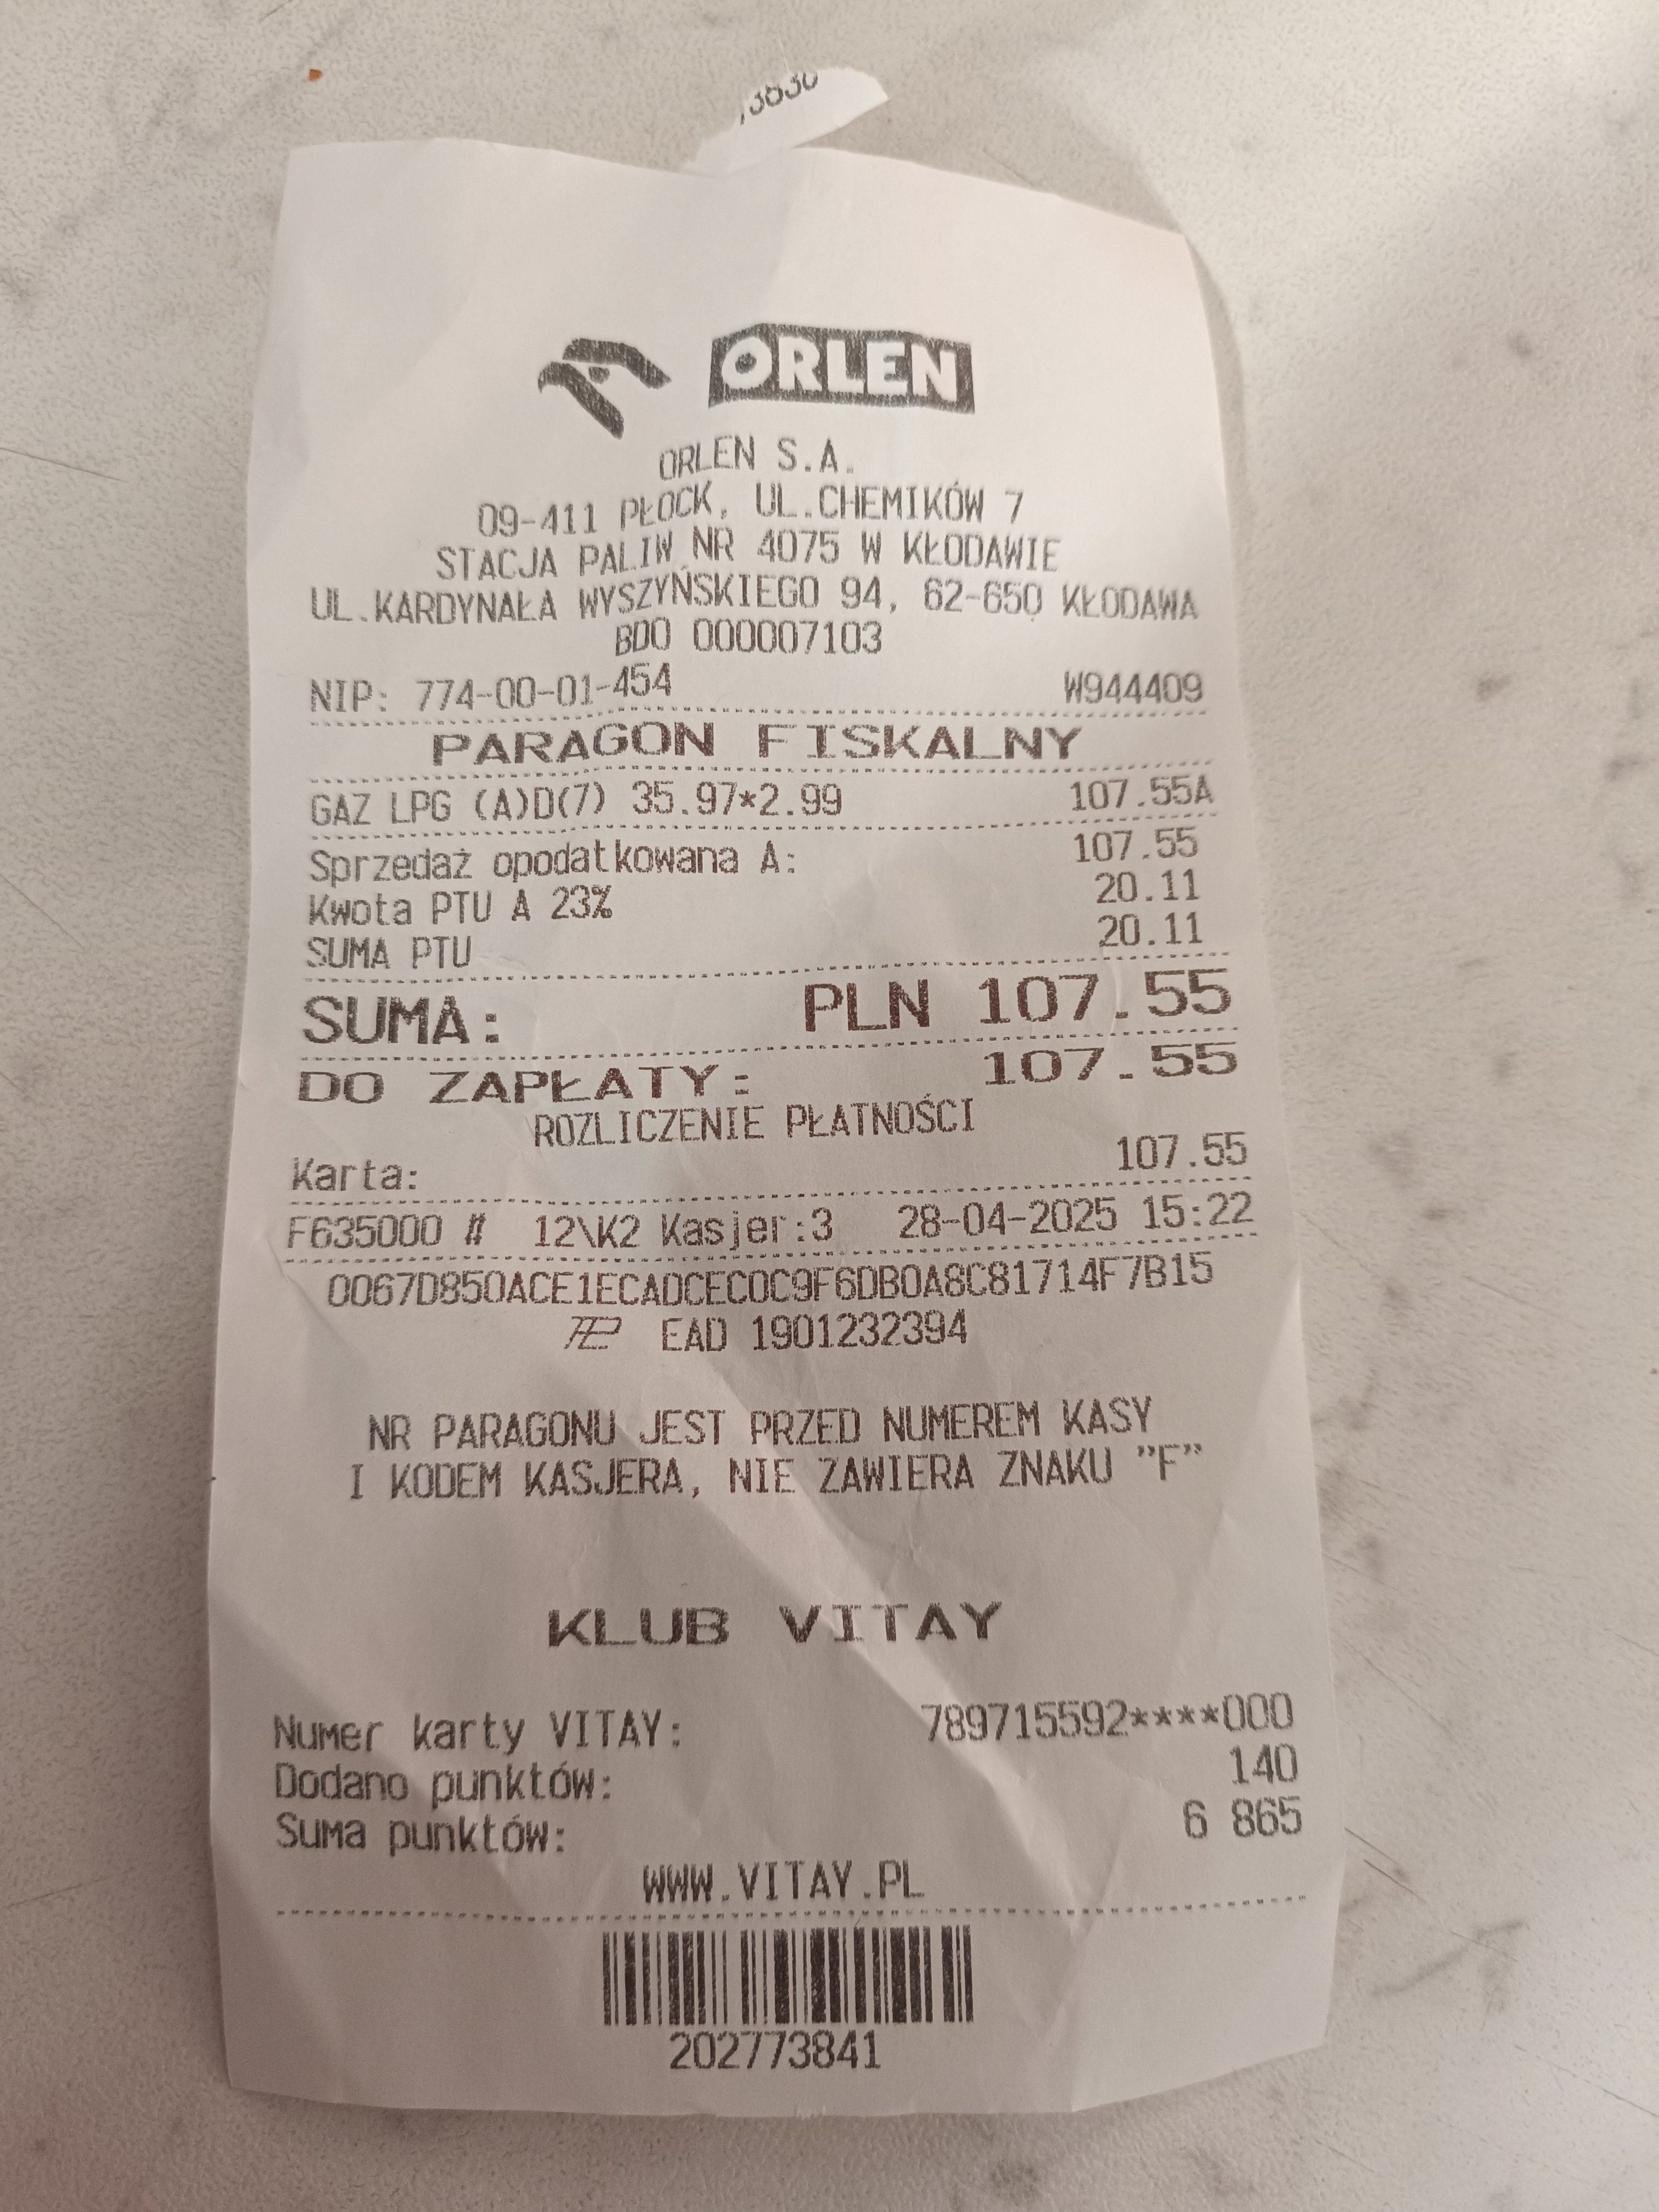 ORLEN
ORLEN S.A.
09-411 PŁOCK, UL.CHEMIKÓW 7
STACJA PALIW NR 4075 W KŁODAWIE
UL.KARDYNAŁA WYSZYŃSKIEGO 94, 62-650 KŁODAWA
BDO 000007103
NIP: 774-00-01-454 W944409
PARAGON FISKALNY
GAZ LPG (A)D(7) 35.97*2.99 107.55A
Sprzedaż opodatkowana A: 107.55
Kwota PTU A 23% 20.11
SUMA PTU 20.11
SUMA: PLN 107.55
DO ZAPŁATY: 107.55
ROZLICZENIE PŁATNOŚCI
Karta: 107.55
F635000 # 12\K2 Kasjer:3 28-04-2025 15:22
0067D850ACE1ECADCEC0C9F6DB0A8C81714F7B15
EAD 1901232394
NR PARAGONU JEST PRZED NUMEREM KASY
I KODEM KASJERA, NIE ZAWIERA ZNAKU "F"
KLUB VITAY
Numer karty VITAY: 789715592****000
Dodano punktów: 140
Suma punktów: 6 865
WWW.VITAY.PL
202773841